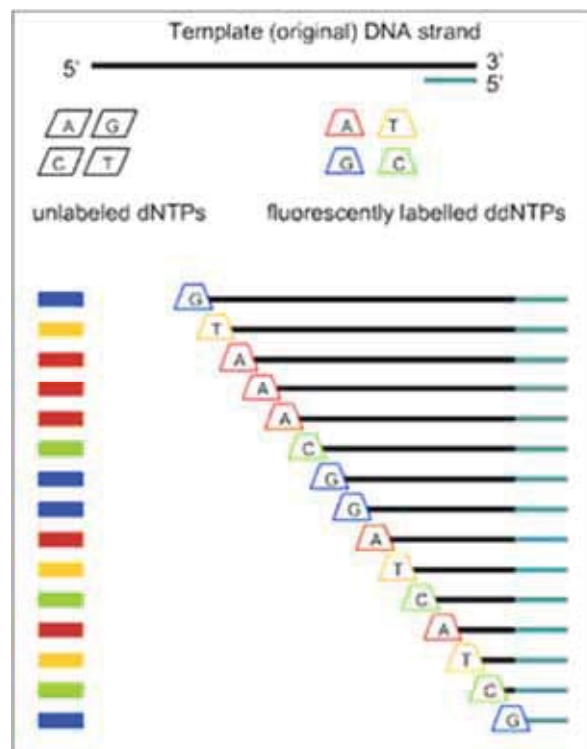 Template (original) DNA strand
5' 3'
5'
A G A T
C T G C
unlabeled dNTPs fluorescently labelled ddNTPs
G
T
A
A
A
C
G
G
A
T
C
A
T
C
G